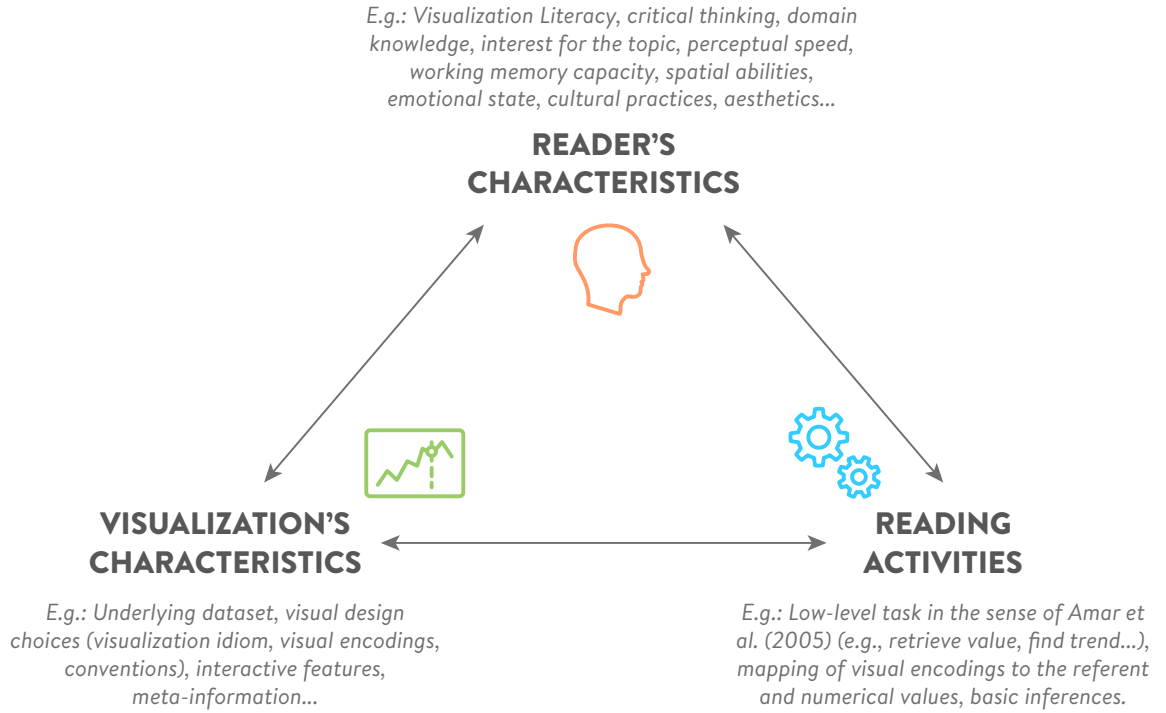 E.g.: Visualization Literacy, critical thinking, domain
knowledge, interest for the topic, perceptual speed,
working memory capacity, spatial abilities,
emotional state, cultural practices, aesthetics...
READER’S
CHARACTERISTICS
VISUALIZATION’S
CHARACTERISTICS
E.g.: Underlying dataset, visual design
choices (visualization idiom, visual encodings,
conventions), interactive features,
meta-information...
READING
ACTIVITIES
E.g.: Low-level task in the sense of Amar et
al. (2005) (e.g., retrieve value, find trend...),
mapping of visual encodings to the referent
and numerical values, basic inferences.